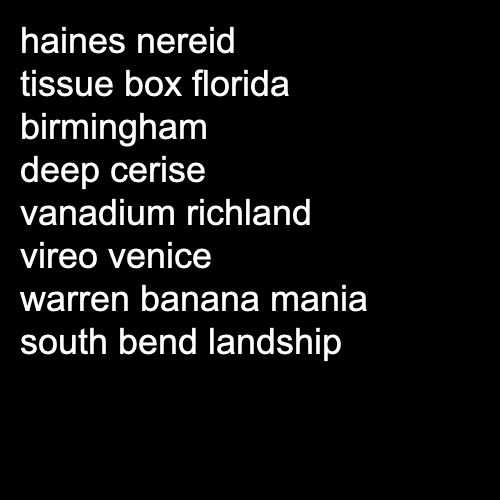 haines nereid
tissue box florida
birmingham
deep cerise
vanadium richland
vireo venice
warren banana mania
south bend landship